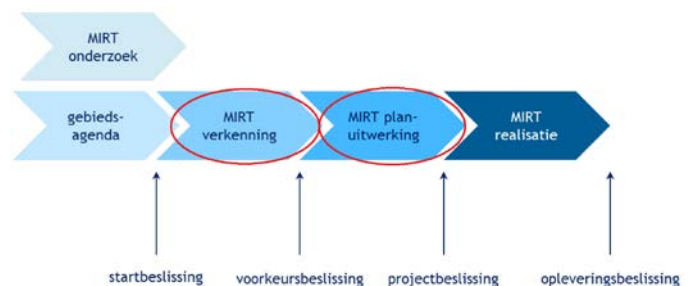 MIRT
onderzoek
gebieds-
agenda
MIRT
verkenning
MIRT plan-
uitwerking
MIRT
realisatie
startbeslissing
voorkeursbeslissing
projectbeslissing
opleveringsbeslissing